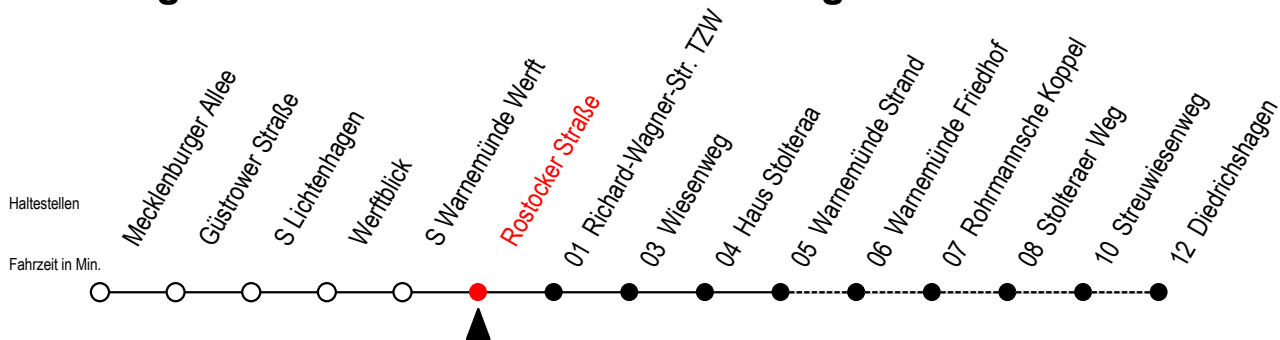 Haltestellen
Fahrzeit in Min.
Mecklenburger Allee
Güstrower Straße
S Lichtenhagen
Werftblick
S Warnemünde Werft
Rostocker Straße
01 Richard-Wagner-Str. TZW
03 Wiesenweg
04 Haus Stolteraa
05 Warnemünde Strand
06 Warnemünde Friedhof
07 Rohrmannsche Koppel
08 Stolteraer Weg
10 Streuwiesenweg
12 Diedrichshagen